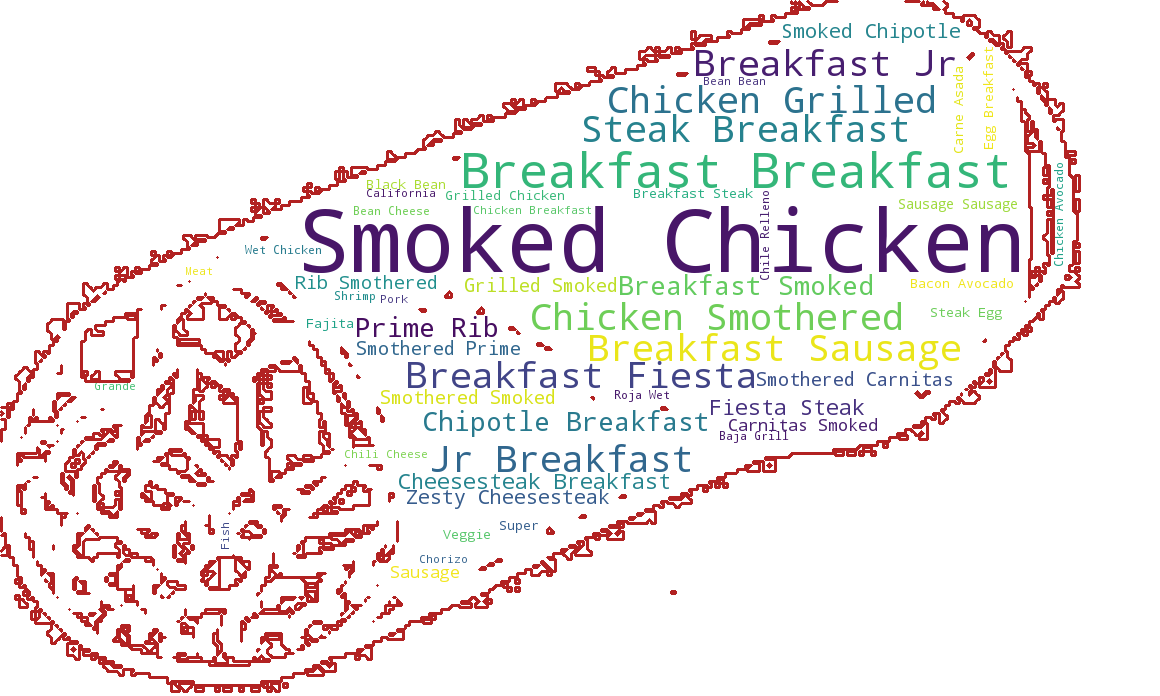 Smoked Chipotle
Breakfast Jr
Bean Bean
Carne Asada
Egg Breakfast
Chicken Grilled
Steak Breakfast
Breakfast Breakfast
Black Bean
California
Grilled Chicken
Breakfast Steak
Chicken Avocado
Bean Cheese
Chicken Breakfast
Sausage Sausage
Smoked Chicken
Chile Relleno
Wet Chicken
Meat
Rib Smothered
Grilled Smoked
Breakfast Smoked
Bacon Avocado
Shrimp
Pork
Steak Egg
Fajita
Prime Rib
Chicken Smothered
Smothered Prime
Breakfast Sausage
Grande
Breakfast Fiesta
Smothered Carnitas
Smothered Smoked
Roja Wet
Fiesta Steak
Chipotle Breakfast
Carnitas Smoked
Baja Grill
Chili Cheese
Jr Breakfast
Cheesesteak Breakfast
Zesty Cheesesteak
Fish
Super
Veggie
Chorizo
Sausage